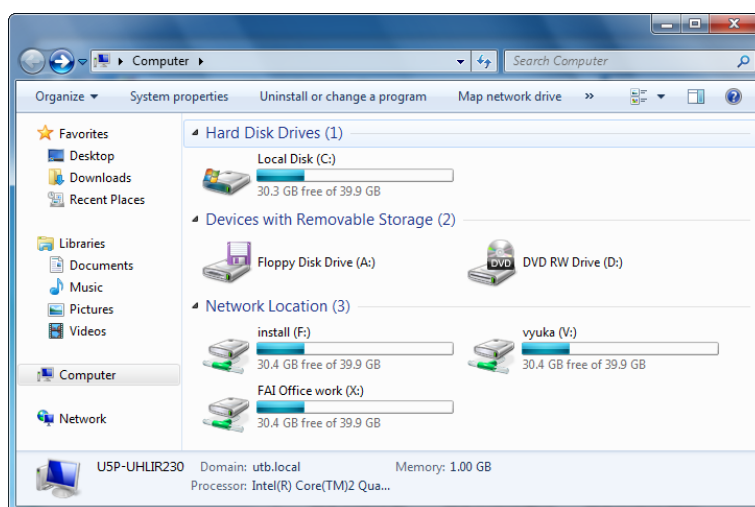 Computer
Search Computer
Organize System properties Uninstall or change a program Map network drive »
Favorites
Desktop
Downloads
Recent Places
Libraries
Documents
Music
Pictures
Videos
Computer
Network
Hard Disk Drives (1)
Local Disk (C:)
30.3 GB free of 39.9 GB
Devices with Removable Storage (2)
Floppy Disk Drive (A:)
DVD
DVD RW Drive (D:)
Network Location (3)
install (F:)
30.4 GB free of 39.9 GB
vyuka (V:)
30.4 GB free of 39.9 GB
FAI Office work (X:)
30.4 GB free of 39.9 GB
U5P-UHLIR230 Domain: utb.local Memory: 1.00 GB
Processor: Intel(R) Core(TM)2 Qua...